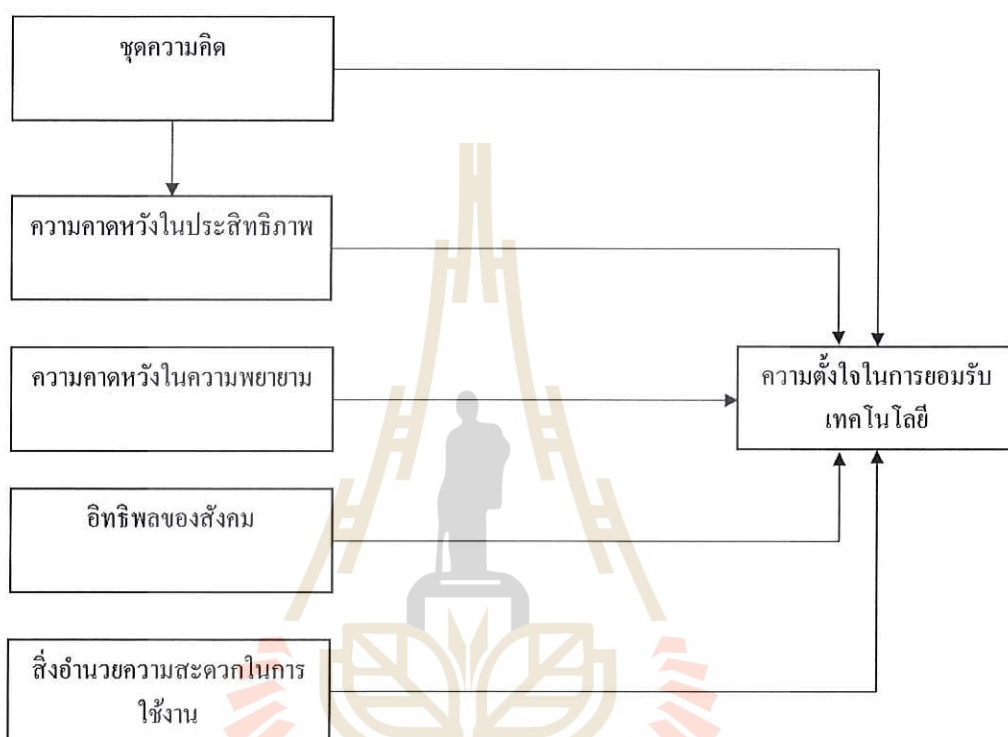 ชุดความคิด
ความคาดหวังในประสิทธิภาพ
ความคาดหวังในความพยายาม
ความตั้งใจในการยอมรับ
เทคโนโลยี
อิทธิพลของสังคม
สิ่งอำนวยความสะดวกในการ
ใช้งาน